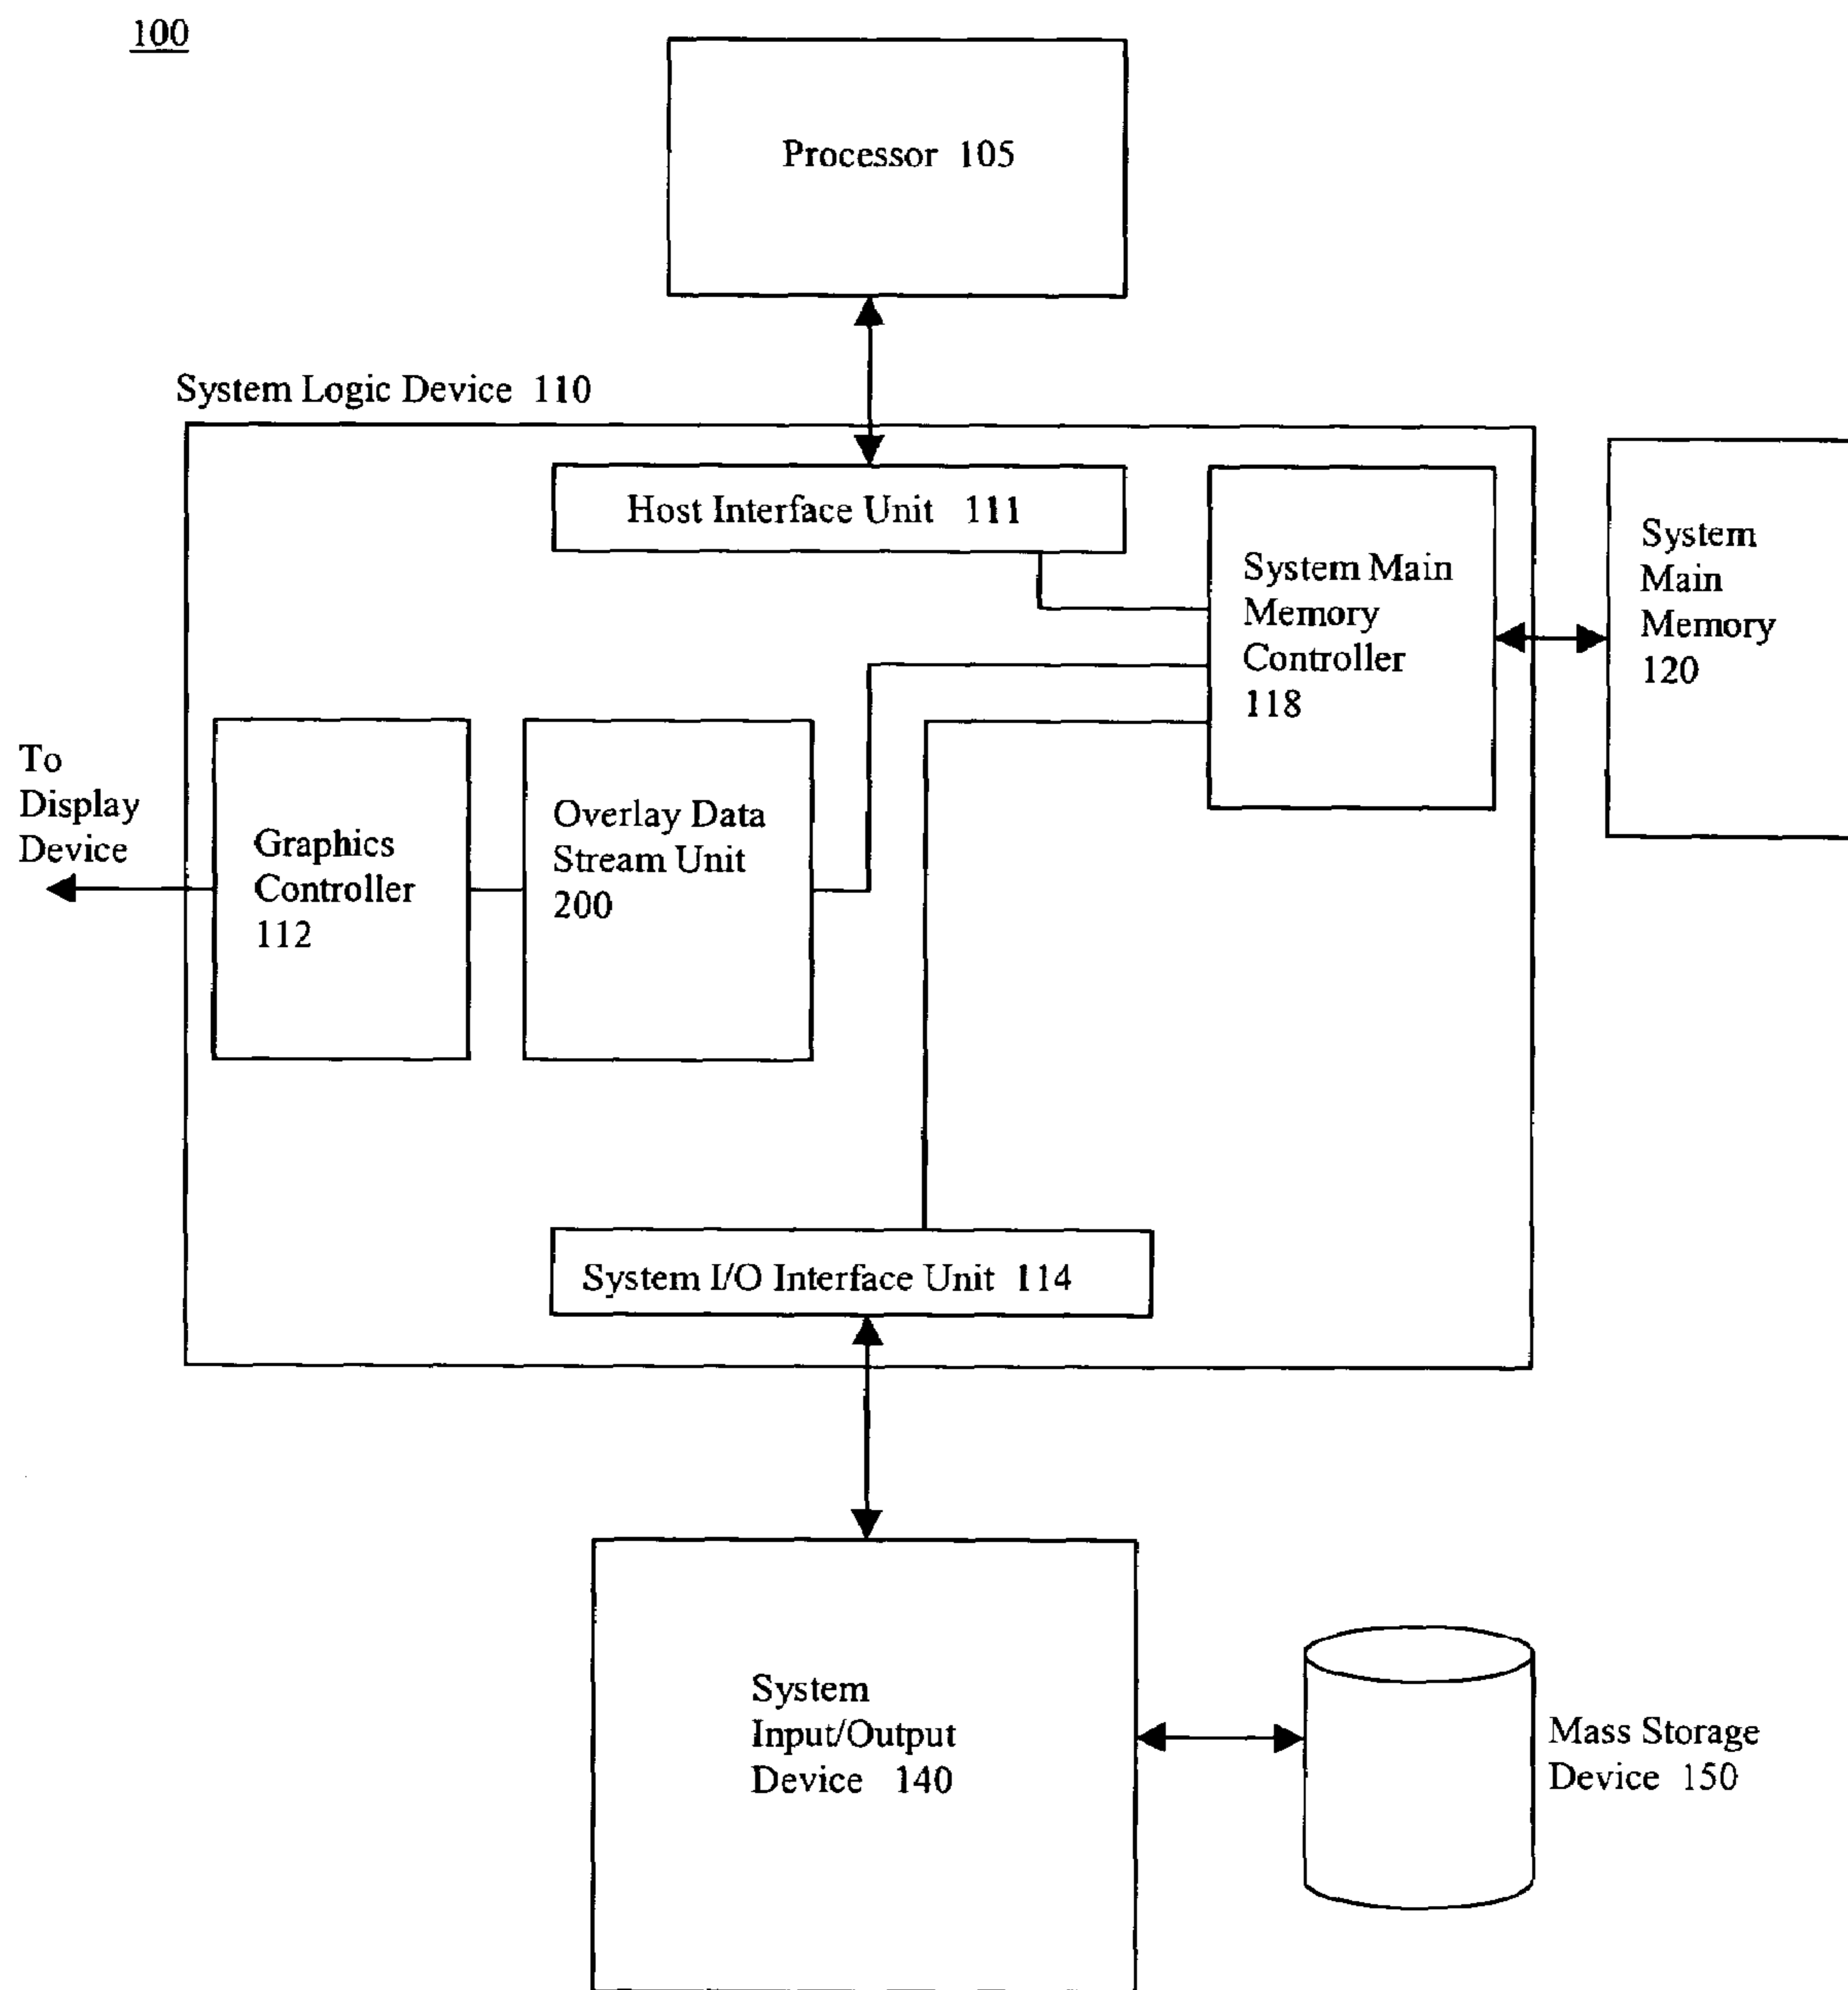 100
Processor 105
System Logic Device 110
Host Interface Unit 111
System Main
Memory
Controller
118
System
Main
Memory
120
To
Display
Device
Graphics
Controller
112
Overlay Data
Stream Unit
200
System I/O Interface Unit 114
System
Input/Output
Device 140
Mass Storage
Device 150